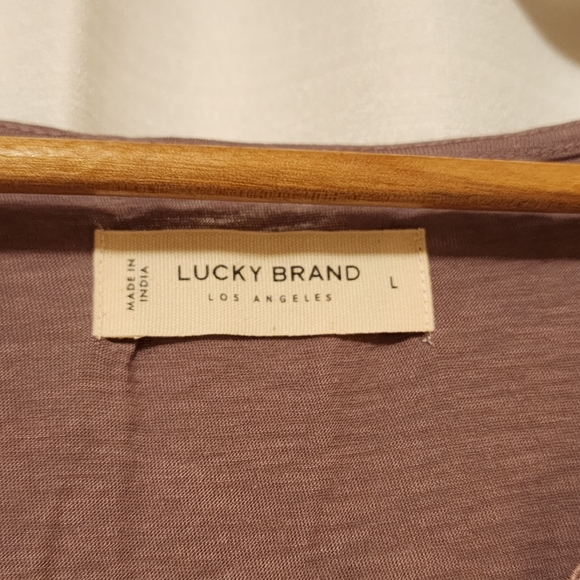 MADE IN
INDIA
LUCKY BRAND
LOS ANGELES
L